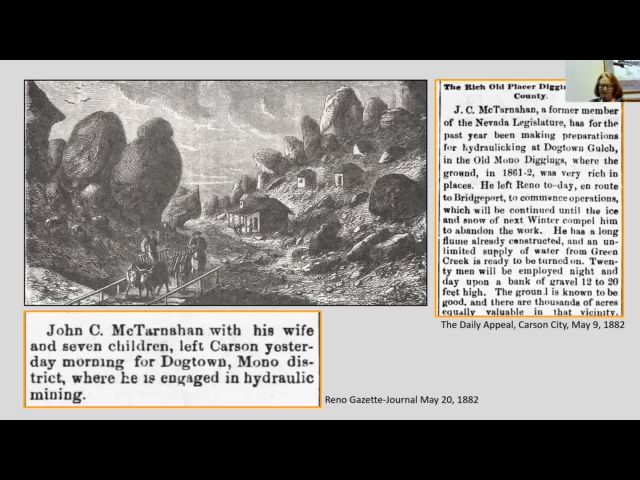 The Rich Old Placer Diggin
County.
J. C. McTarnahan, a former member
of the Nevada Legislature, has for the
past year been making preparations
for hydraulicking at Dogtown Gulch,
in the Old Mono Diggings, where the
ground, in 1861-2, was very rich in
places. He left Reno to-day, en route
to Bridgeport, to commence operations,
which will be continued until the ice
and snow of next Winter compel him
to abandon the work. He has a long
flume already constructed, and an un-
limited supply of water from Green
Creek is ready to be turned on. Twen-
ty men will be employed night and
day upon a bank of gravel 12 to 20
feet high. The ground is known to be
good, and there are thousands of acres
equally valuable in that vicinity.
The Daily Appeal, Carson City, May 9, 1882
John C. McTarnahan with his wife
and seven children, left Carson yester-
day morning for Dogtown, Mono dis-
trict, where he is engaged in hydraulic
mining.
Reno Gazette-Journal May 20, 1882